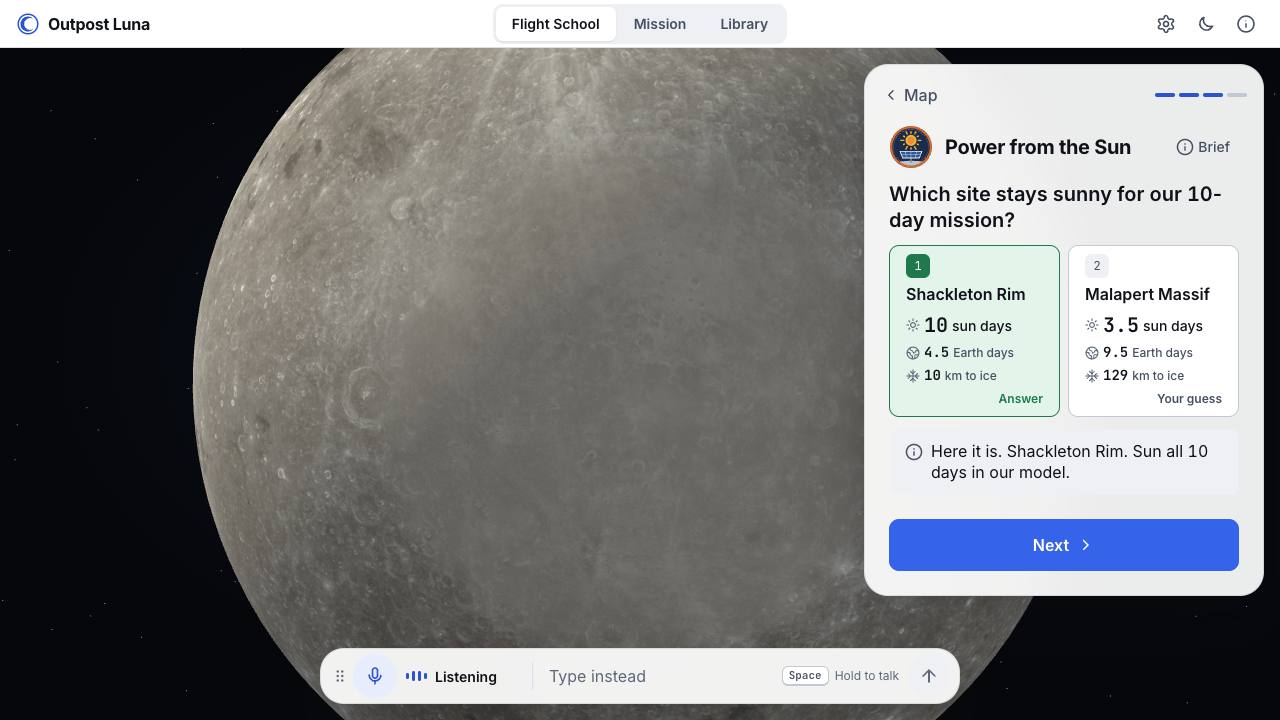 Outpost Luna
Flight School
Mission
Library
Map
Power from the Sun
Brief
Which site stays sunny for our 10-
day mission?
1
Shackleton Rim
10 sun days
4.5 Earth days
10 km to ice
Answer
2
Malapert Massif
3.5 sun days
9.5 Earth days
129 km to ice
Your guess
Here it is. Shackleton Rim. Sun all 10
days in our model.
Next
Listening
Type instead
Space
Hold to talk